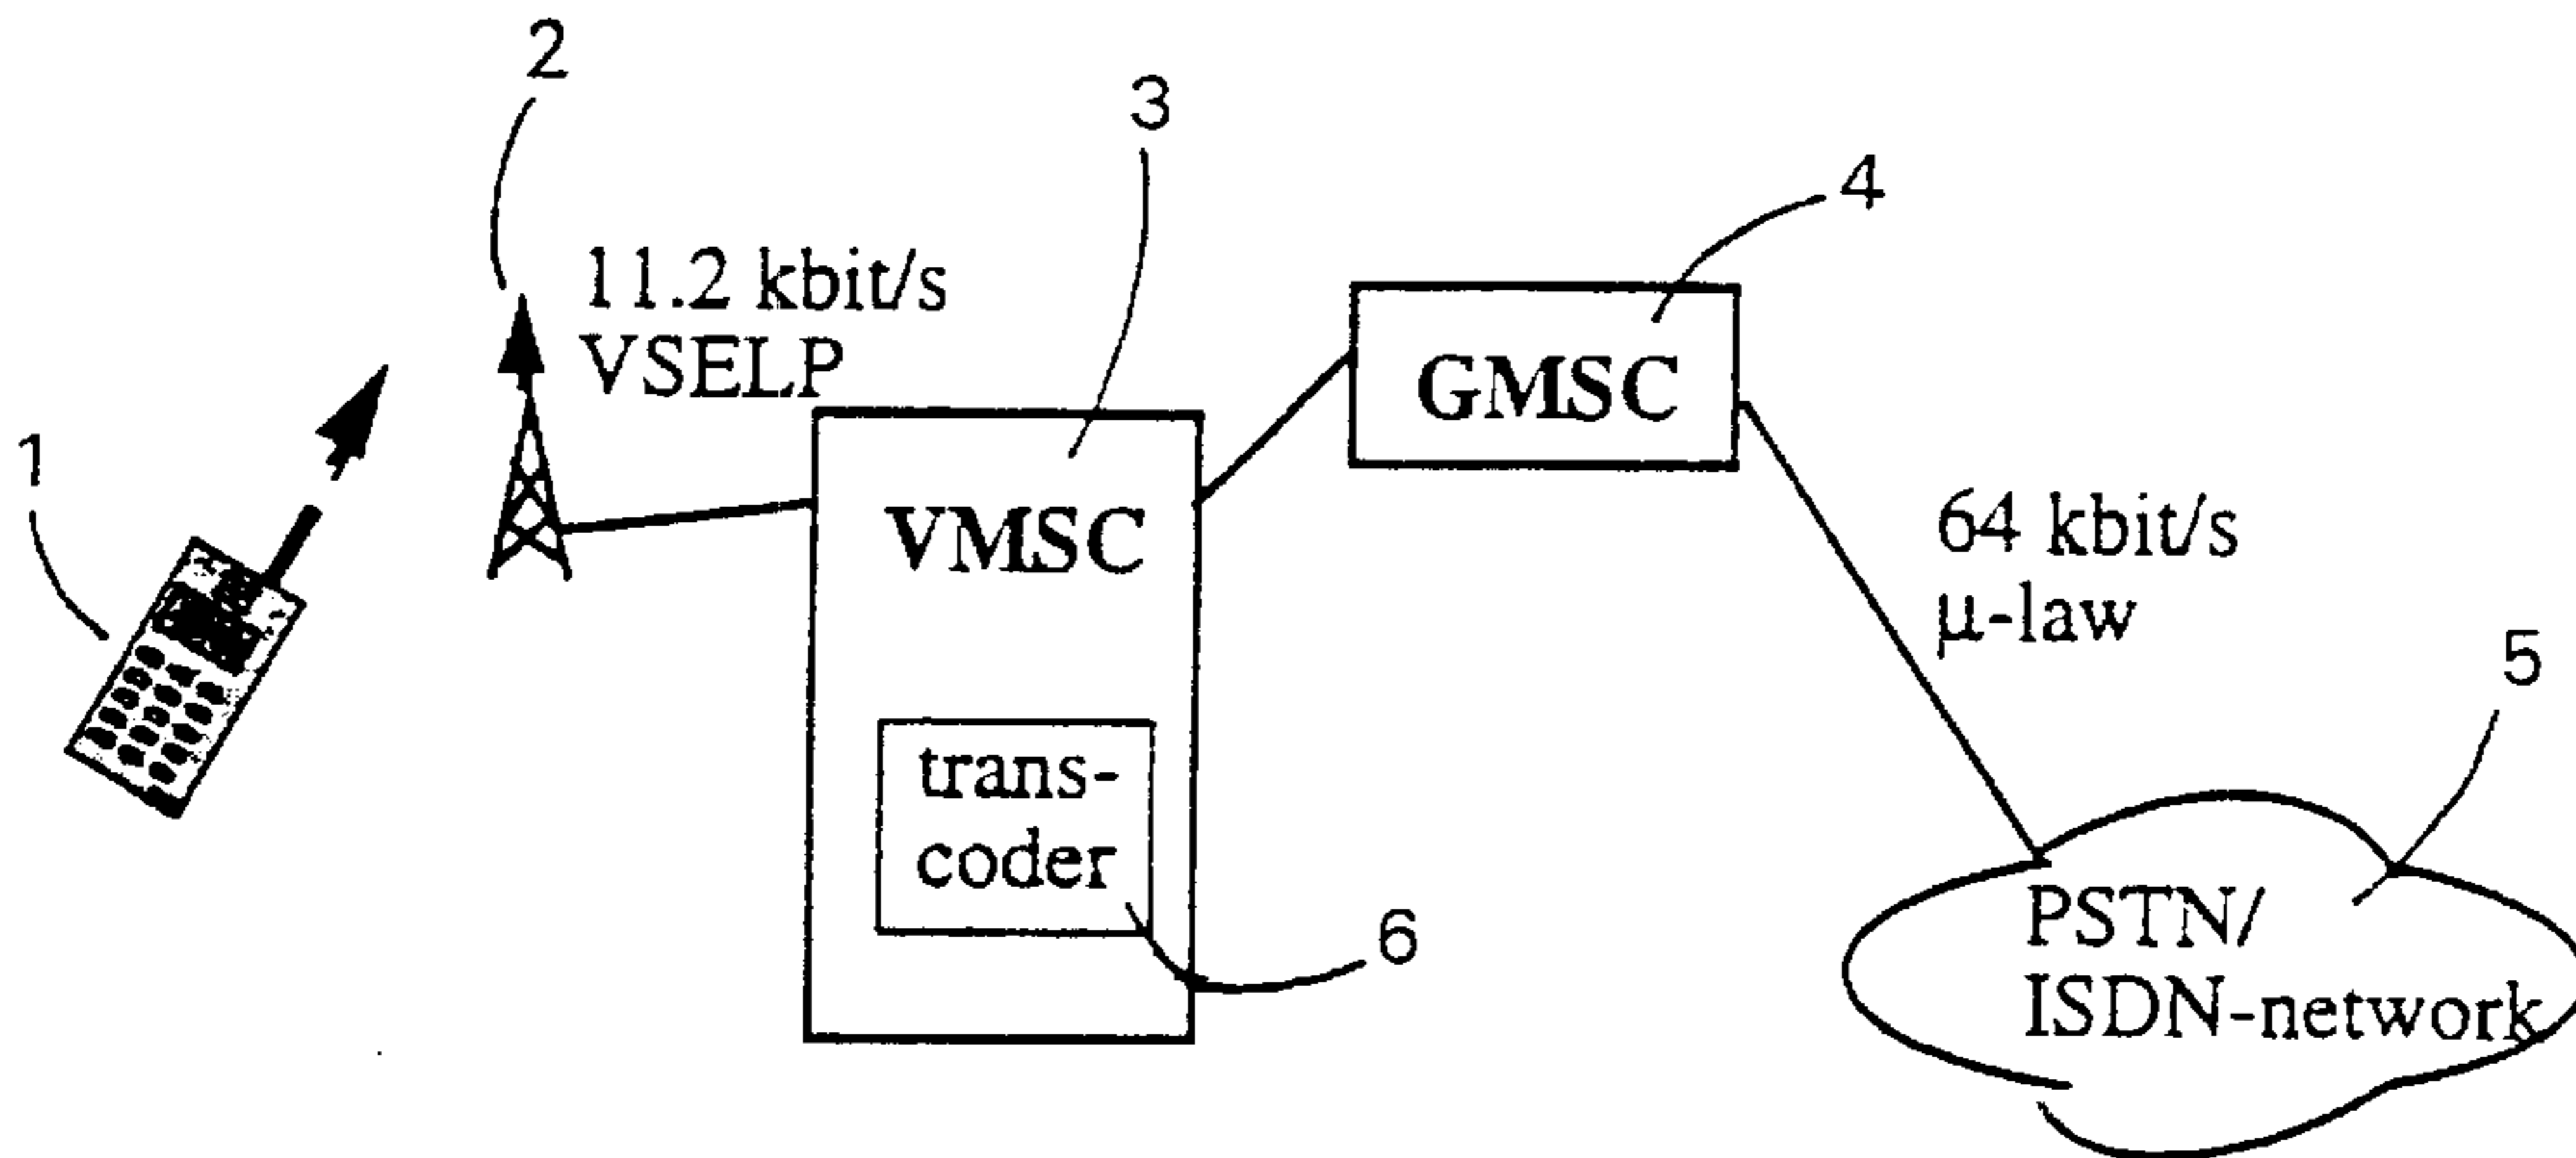 2
3
11.2 kbit/s
VSELP
4
GMSC
1
VMSC
64 kbit/s
μ-law
5
trans-
coder
6
PSTN/
ISDN-network